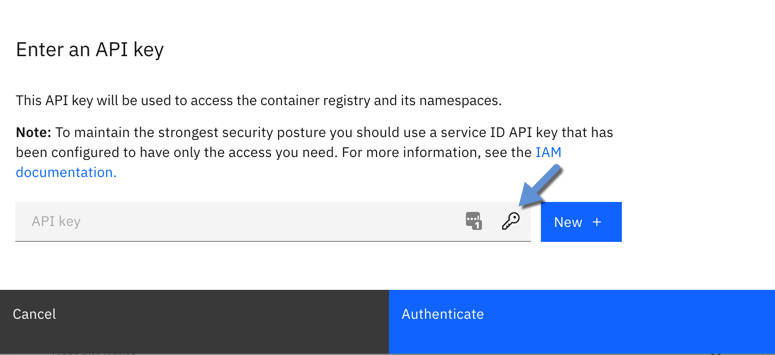 Enter an API key
This API key will be used to access the container registry and its namespaces.
Note: To maintain the strongest security posture you should use a service ID API key that has
been configured to have only the access you need. For more information, see the IAM
documentation.
API key
1
New +
Cancel
Authenticate